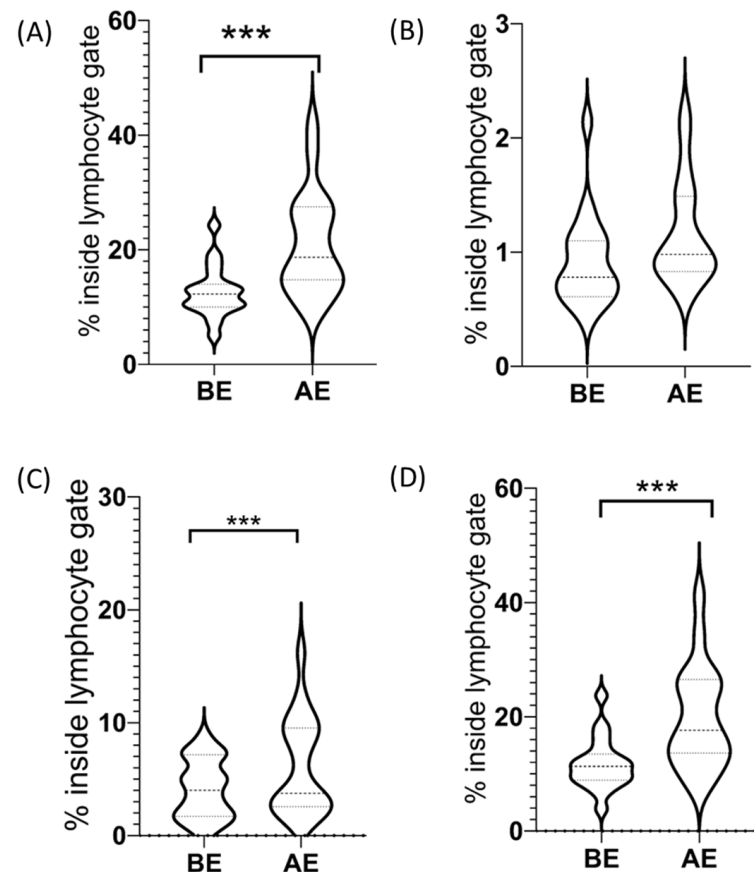 (A)
% inside lymphocyte gate
60
40
20
0
***
BE
AE
(B)
% inside lymphocyte gate
3
2
1
0
BE
AE
(C)
% inside lymphocyte gate
30
20
10
0
***
BE
AE
(D)
% inside lymphocyte gate
60
40
20
0
***
BE
AE